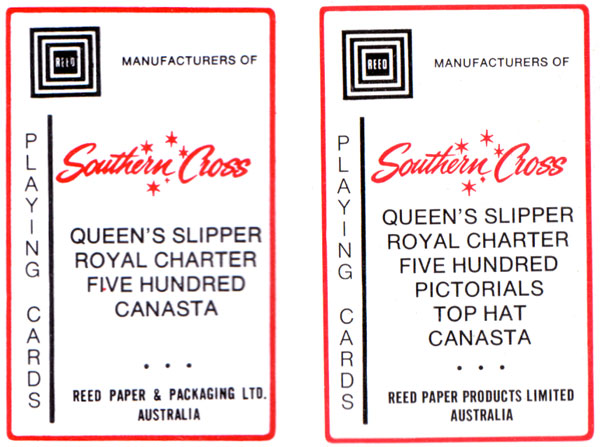 REED
MANUFACTURERS OF
PLAYING CARDS
Southern Cross
QUEEN'S SLIPPER
ROYAL CHARTER
FIVE HUNDRED
CANASTA
REED PAPER & PACKAGING LTD.
AUSTRALIA
REED
MANUFACTURERS OF
PLAYING CARDS
Southern Cross
QUEEN'S SLIPPER
ROYAL CHARTER
FIVE HUNDRED
PICTORIALS
TOP HAT
CANASTA
REED PAPER PRODUCTS LIMITED
AUSTRALIA